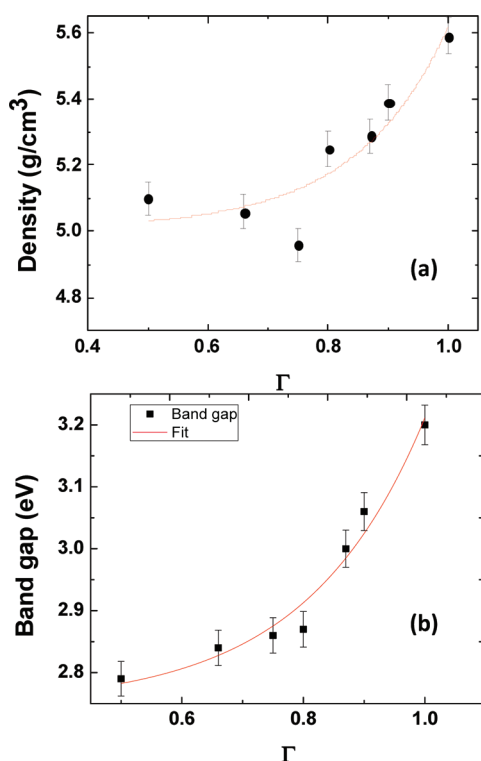 5.6
5.4
5.2
5.0
4.8
Density (g/cm³)
(a)
0.4 0.6 0.8 1.0
Γ
Band gap
Fit
3.2
3.1
3.0
2.9
2.8
Band gap (eV)
(b)
0.6 0.8 1.0
Γ